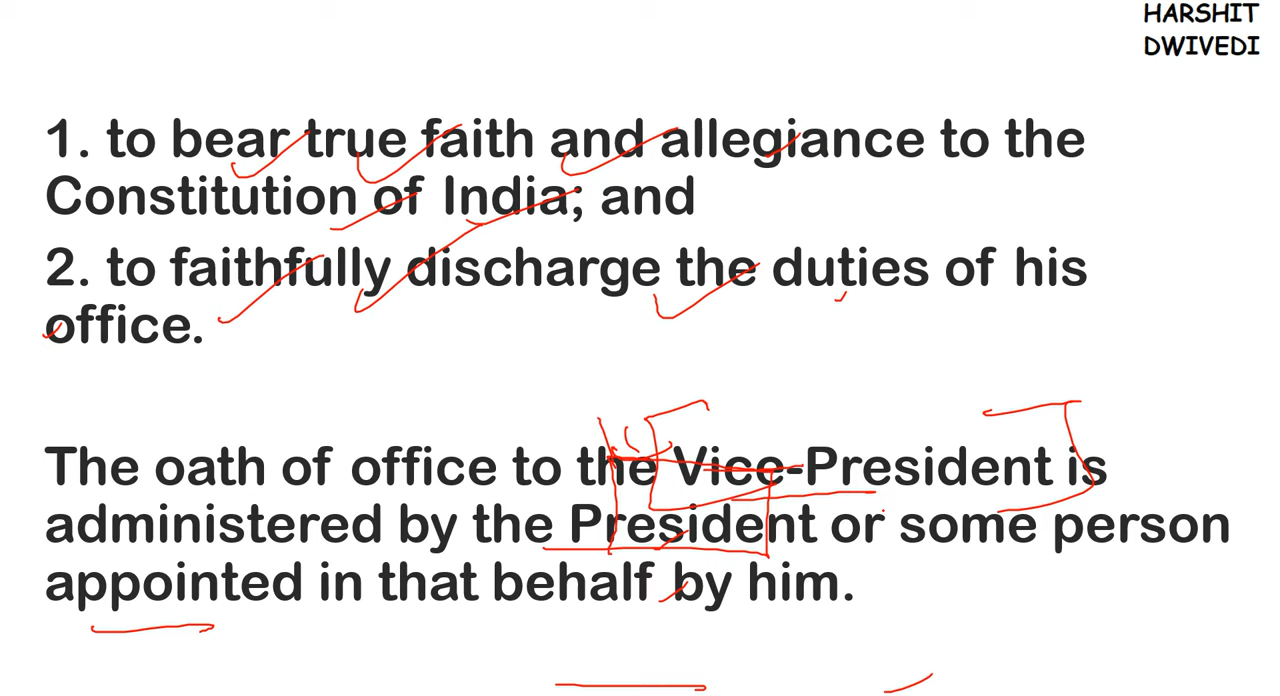 HARSHIT
DWIVEDI
1. to bear true faith and allegiance to the
Constitution of India; and
2. to faithfully discharge the duties of his
office.
The oath of office to the Vice-President is
administered by the President or some person
appointed in that behalf by him.